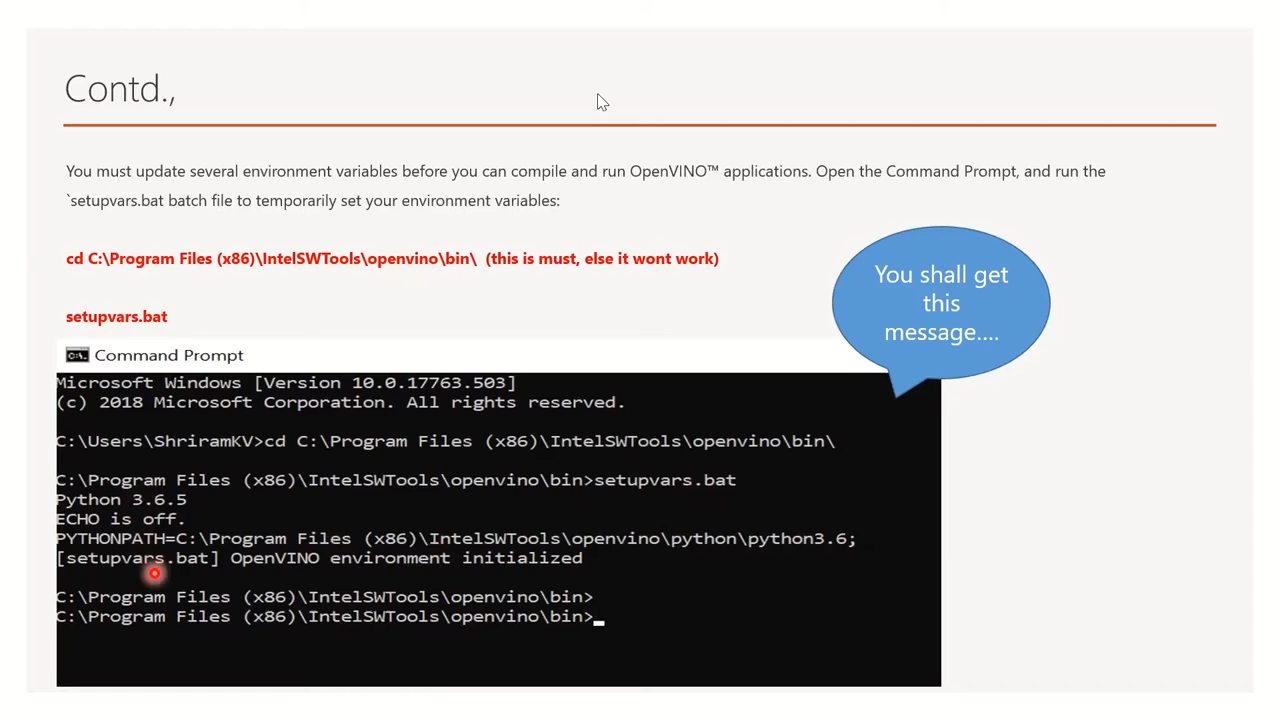 Contd.,
You must update several environment variables before you can compile and run OpenVINO™ applications. Open the Command Prompt, and run the
`setupvars.bat batch file to temporarily set your environment variables:
cd C:\Program Files (x86)\IntelSWTools\openvino\bin\  (this is must, else it wont work)
setupvars.bat
You shall get
this
message....
Command Prompt
Microsoft Windows [Version 10.0.17763.503]
(c) 2018 Microsoft Corporation. All rights reserved.
C:\Users\ShriramKV>cd C:\Program Files (x86)\IntelSWTools\openvino\bin\
C:\Program Files (x86)\IntelSWTools\openvino\bin>setupvars.bat
Python 3.6.5
ECHO is off.
PYTHONPATH=C:\Program Files (x86)\IntelSWTools\openvino\python\python3.6;
[setupvars.bat] OpenVINO environment initialized
C:\Program Files (x86)\IntelSWTools\openvino\bin>
C:\Program Files (x86)\IntelSWTools\openvino\bin>